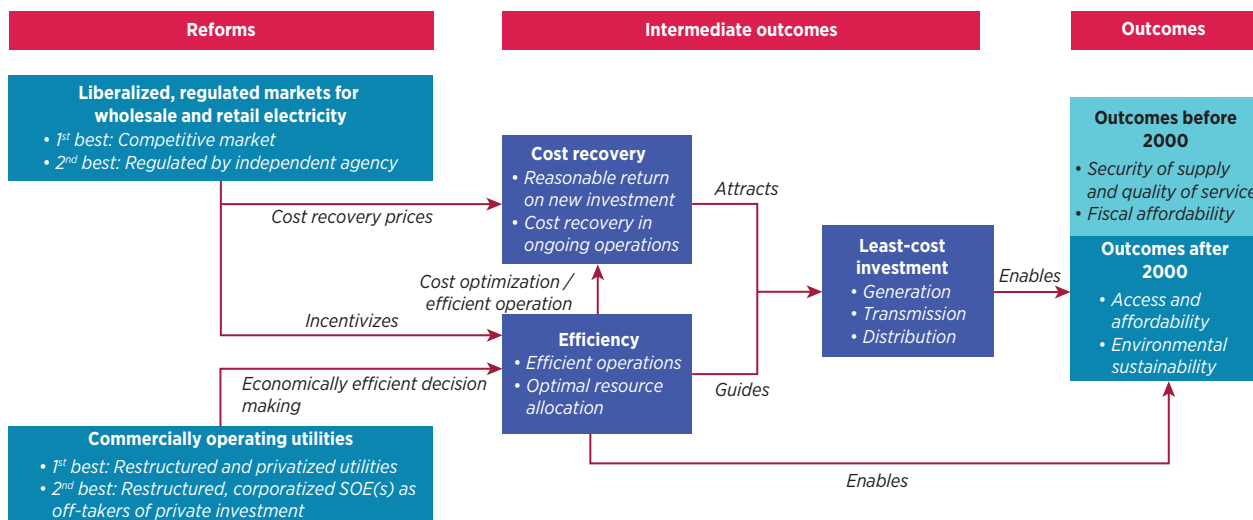 Reforms
Intermediate outcomes
Outcomes
Liberalized, regulated markets for
wholesale and retail electricity
• 1st best: Competitive market
• 2nd best: Regulated by independent agency
Cost recovery prices
Incentivizes
Economically efficient decision
making
Commercially operating utilities
• 1st best: Restructured and privatized utilities
• 2nd best: Restructured, corporatized SOE(s) as
off-takers of private investment
Cost recovery
• Reasonable return
on new investment
• Cost recovery in
ongoing operations
Cost optimization /
efficient operation
Efficiency
• Efficient operations
• Optimal resource
allocation
Attracts
Guides
Least-cost
investment
• Generation
• Transmission
• Distribution
Enables
Enables
Outcomes before
2000
• Security of supply
and quality of service
• Fiscal affordability
Outcomes after
2000
• Access and
affordability
• Environmental
sustainability